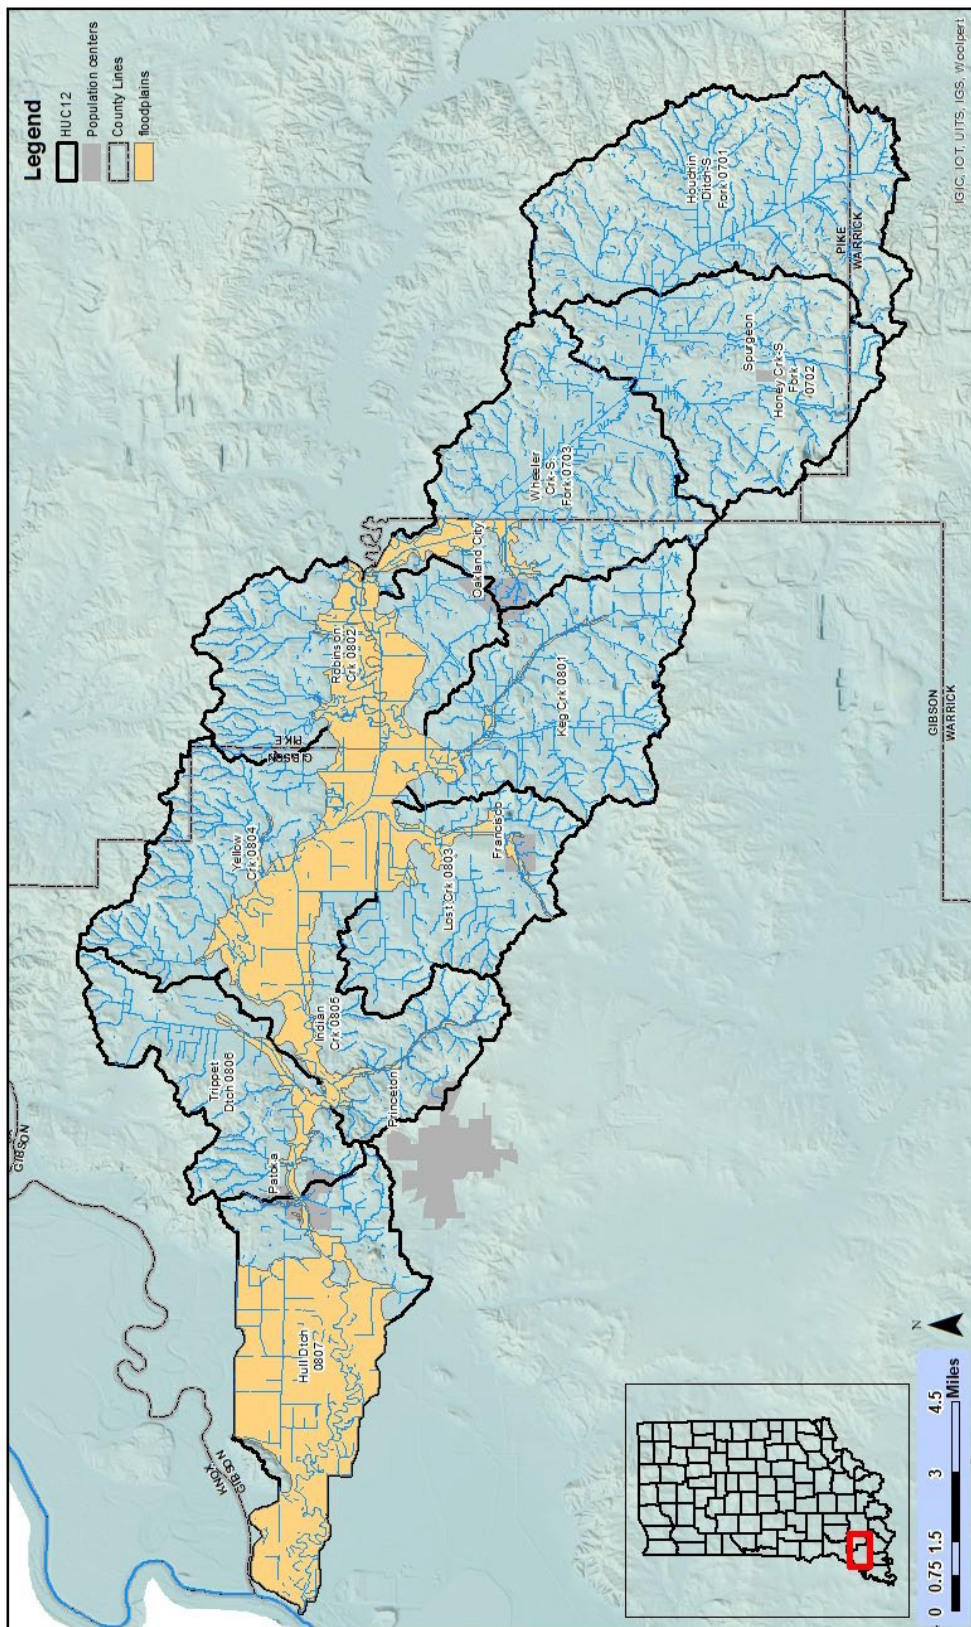 Legend
HUC12
Population centers
County Lines
floodplains
GIBSON
KNOX
GIBSON
Hull Dtch
0807
Patoka
Trippet
Dtch 0806
Princeton
Indian
Crk 0805
Yellow
Crk 0804
Lost Crk 0803
Francisco
PIKE
GIBSON
Robinson
Crk 0802
Keg Crk 0801
Oakland City
Wheeler
Crk-S.
Fork 0703
Spurgeon
Honey Crk-S
Fork
0702
Houchin
Ditch-S
Fork 0701
PIKE
WARRICK
GIBSON
WARRICK
N
0 0.75 1.5 3 4.5
Miles
IGIC, ICT, UITS, IGS, Woolpert